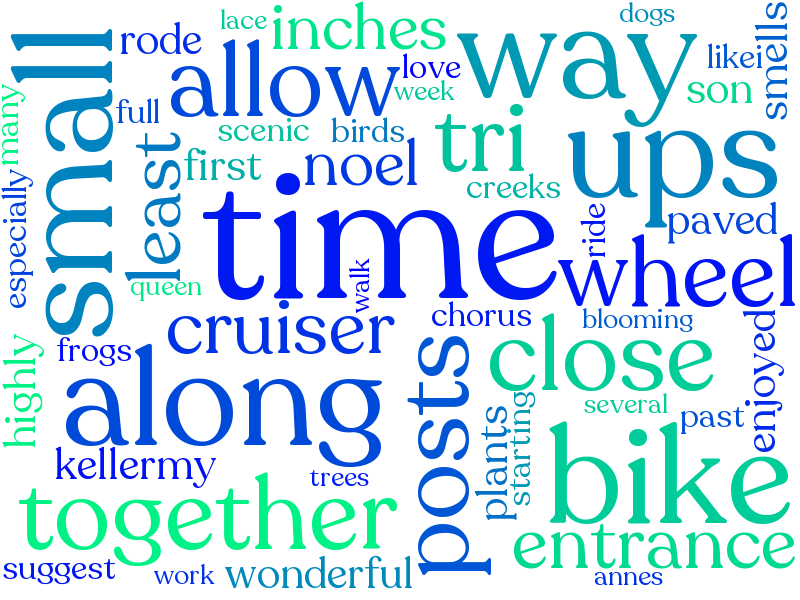 lace
dogs
rode
inches
way
smells
small
allow
love
likei
full
week
son
many
scenic
birds
tri
ups
least
first
noel
creeks
especially
time
ride
paved
queen
walk
wheel
cruiser
chorus
blooming
frogs
close
enjoyed
highly
along
posts
several
past
plants
starting
kellermy
trees
bike
together
entrance
suggest
work
wonderful
annes